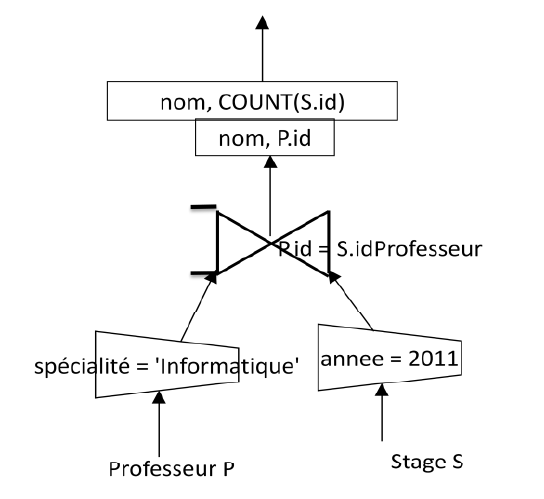 nom, COUNT(S.id)
nom, P.id
P.id = S.idProfesseur
spécialité = 'Informatique'
annee = 2011
Professeur P
Stage S